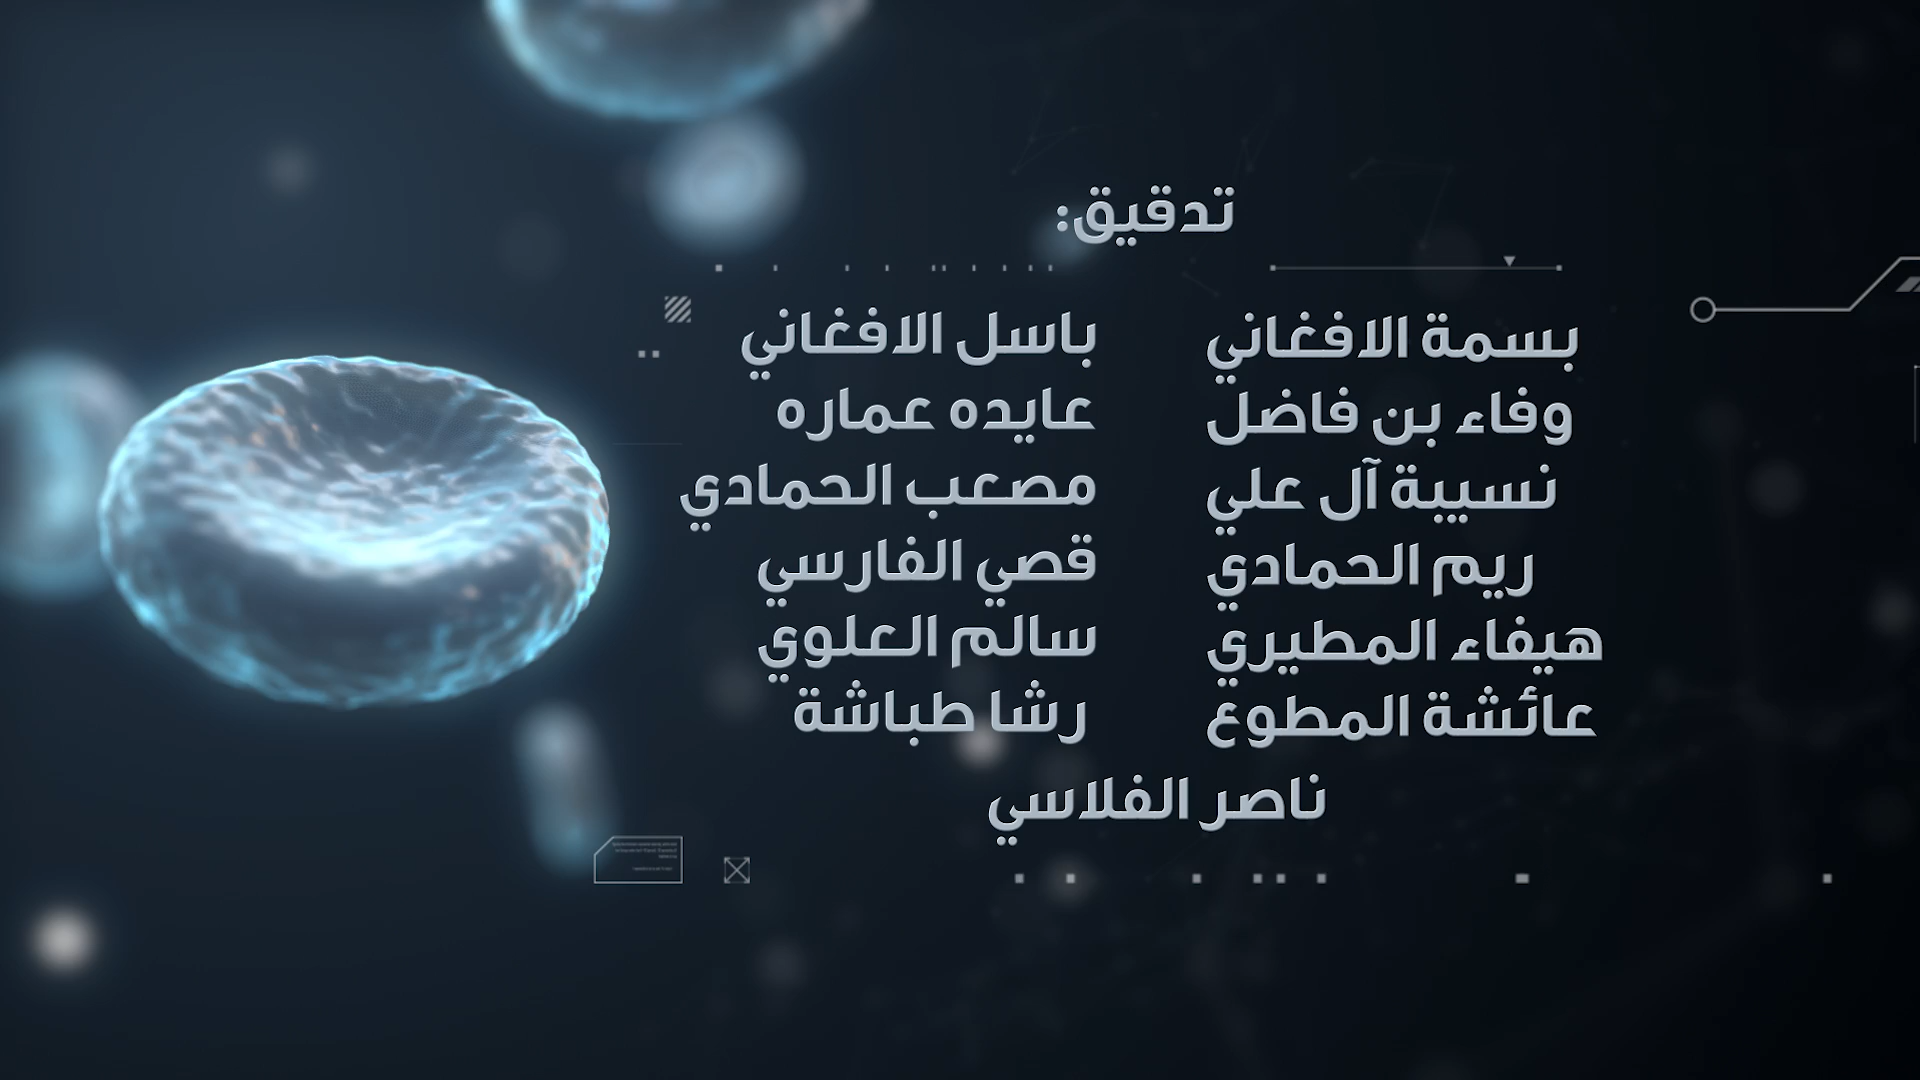 تدقيق:
بسمة الافغاني
وفاء بن فاضل
نسيبة آل علي
ريم الحمادي
هيفاء المطيري
عائشة المطوع
باسل الافغاني
عايده عماره
مصعب الحمادي
قصي الفارسي
سالم العلوي
رشا طباشة
ناصر الفلاسي